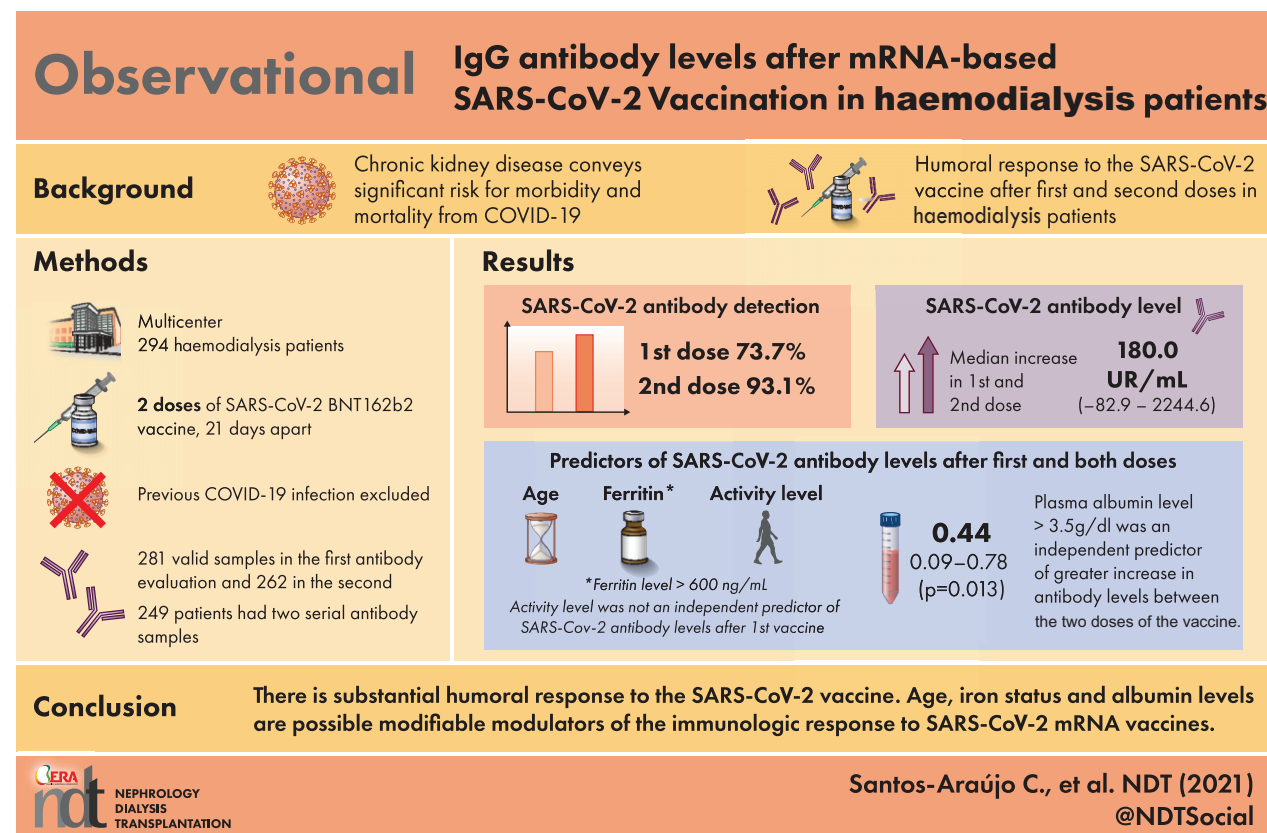 Observational
IgG antibody levels after mRNA-based
SARS-CoV-2 Vaccination in haemodialysis patients
Background
Chronic kidney disease conveys
significant risk for morbidity and
mortality from COVID-19
Humoral response to the SARS-CoV-2
vaccine after first and second doses in
haemodialysis patients
Methods
Multicenter
294 haemodialysis patients
2 doses of SARS-CoV-2 BNT162b2
vaccine, 21 days apart
Previous COVID-19 infection excluded
281 valid samples in the first antibody
evaluation and 262 in the second
249 patients had two serial antibody
samples
Results
SARS-CoV-2 antibody detection
1st dose 73.7%
2nd dose 93.1%
SARS-CoV-2 antibody level
Median increase
in 1st and
2nd dose
180.0
UR/mL
(−82.9 – 2244.6)
Predictors of SARS-CoV-2 antibody levels after first and both doses
Age
Ferritin*
Activity level
*Ferritin level > 600 ng/mL
Activity level was not an independent predictor of
SARS-Cov-2 antibody levels after 1st vaccine
0.44
0.09–0.78
(p=0.013)
Plasma albumin level
> 3.5g/dl was an
independent predictor
of greater increase in
antibody levels between
the two doses of the vaccine.
Conclusion
There is substantial humoral response to the SARS-CoV-2 vaccine. Age, iron status and albumin levels
are possible modifiable modulators of the immunologic response to SARS-CoV-2 mRNA vaccines.
ERA
ndt
NEPHROLOGY
DIALYSIS
TRANSPLANTATION
Santos-Araújo C., et al. NDT (2021)
@NDTSocial